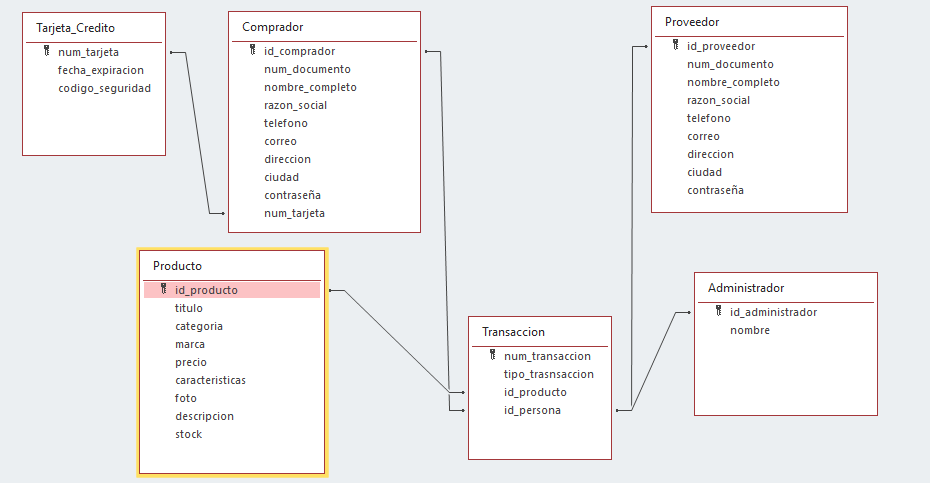 Tarjeta_Credito
num_tarjeta
fecha_expiracion
codigo_seguridad
Comprador
id_comprador
num_documento
nombre_completo
razon_social
telefono
correo
direccion
ciudad
contraseña
num_tarjeta
Proveedor
id_proveedor
num_documento
nombre_completo
razon_social
telefono
correo
direccion
ciudad
contraseña
Producto
id_producto
titulo
categoria
marca
precio
caracteristicas
foto
descripcion
stock
Transaccion
num_transaccion
tipo_trasnsaccion
id_producto
id_persona
Administrador
id_administrador
nombre